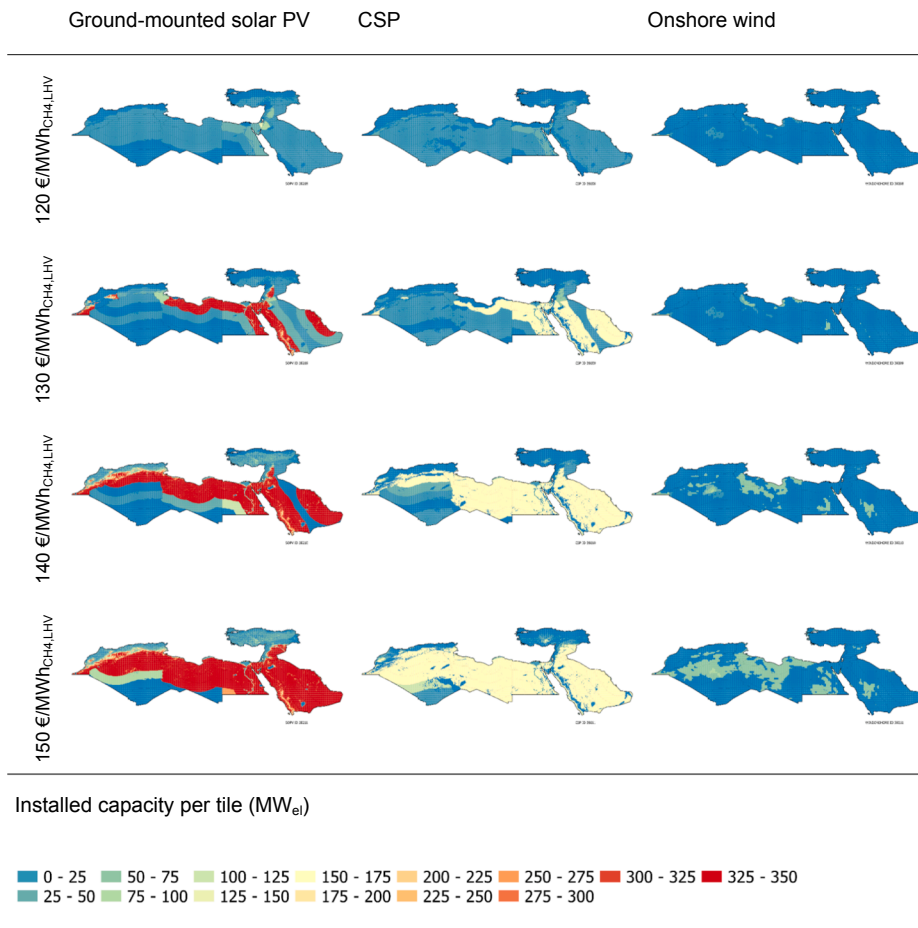 Ground-mounted solar PV CSP Onshore wind
120 €/MWhCH4,LHV
130 €/MWhCH4,LHV
140 €/MWhCH4,LHV
150 €/MWhCH4,LHV
Installed capacity per tile (MWel)
0 - 25 50 - 75 100 - 125 150 - 175 200 - 225 250 - 275 300 - 325 325 - 350
25 - 50 75 - 100 125 - 150 175 - 200 225 - 250 275 - 300